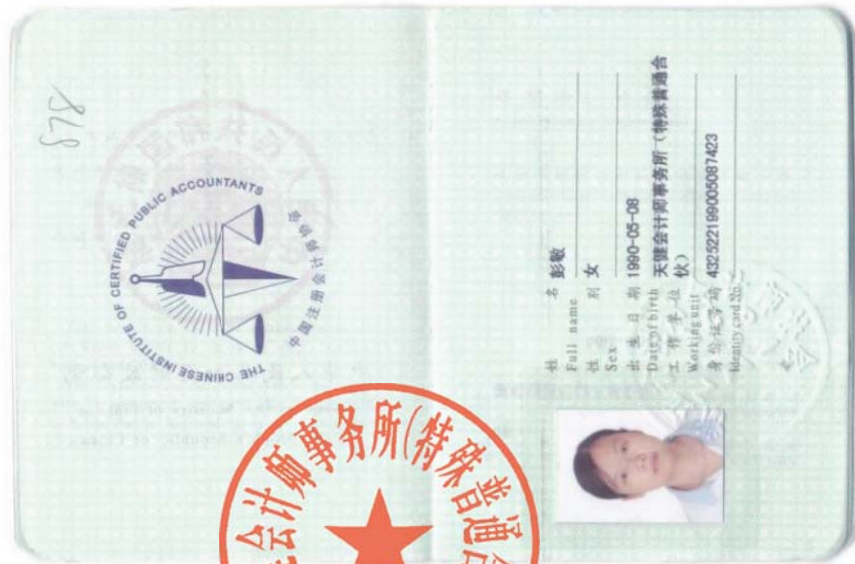 THE CHINESE INSTITUTE OF CERTIFIED PUBLIC ACCOUNTANTS
中国注册会计师协会
会计师事务所(特殊普通合
姓 名 彭敏
Full name
性 别 女
Sex
出 生 日 期 1990-05-08
Date of birth
工 作 单 位 天健会计师事务所（特殊普通合
伙）
Working unit
身份证号码 432522199005087423
Identity card No.